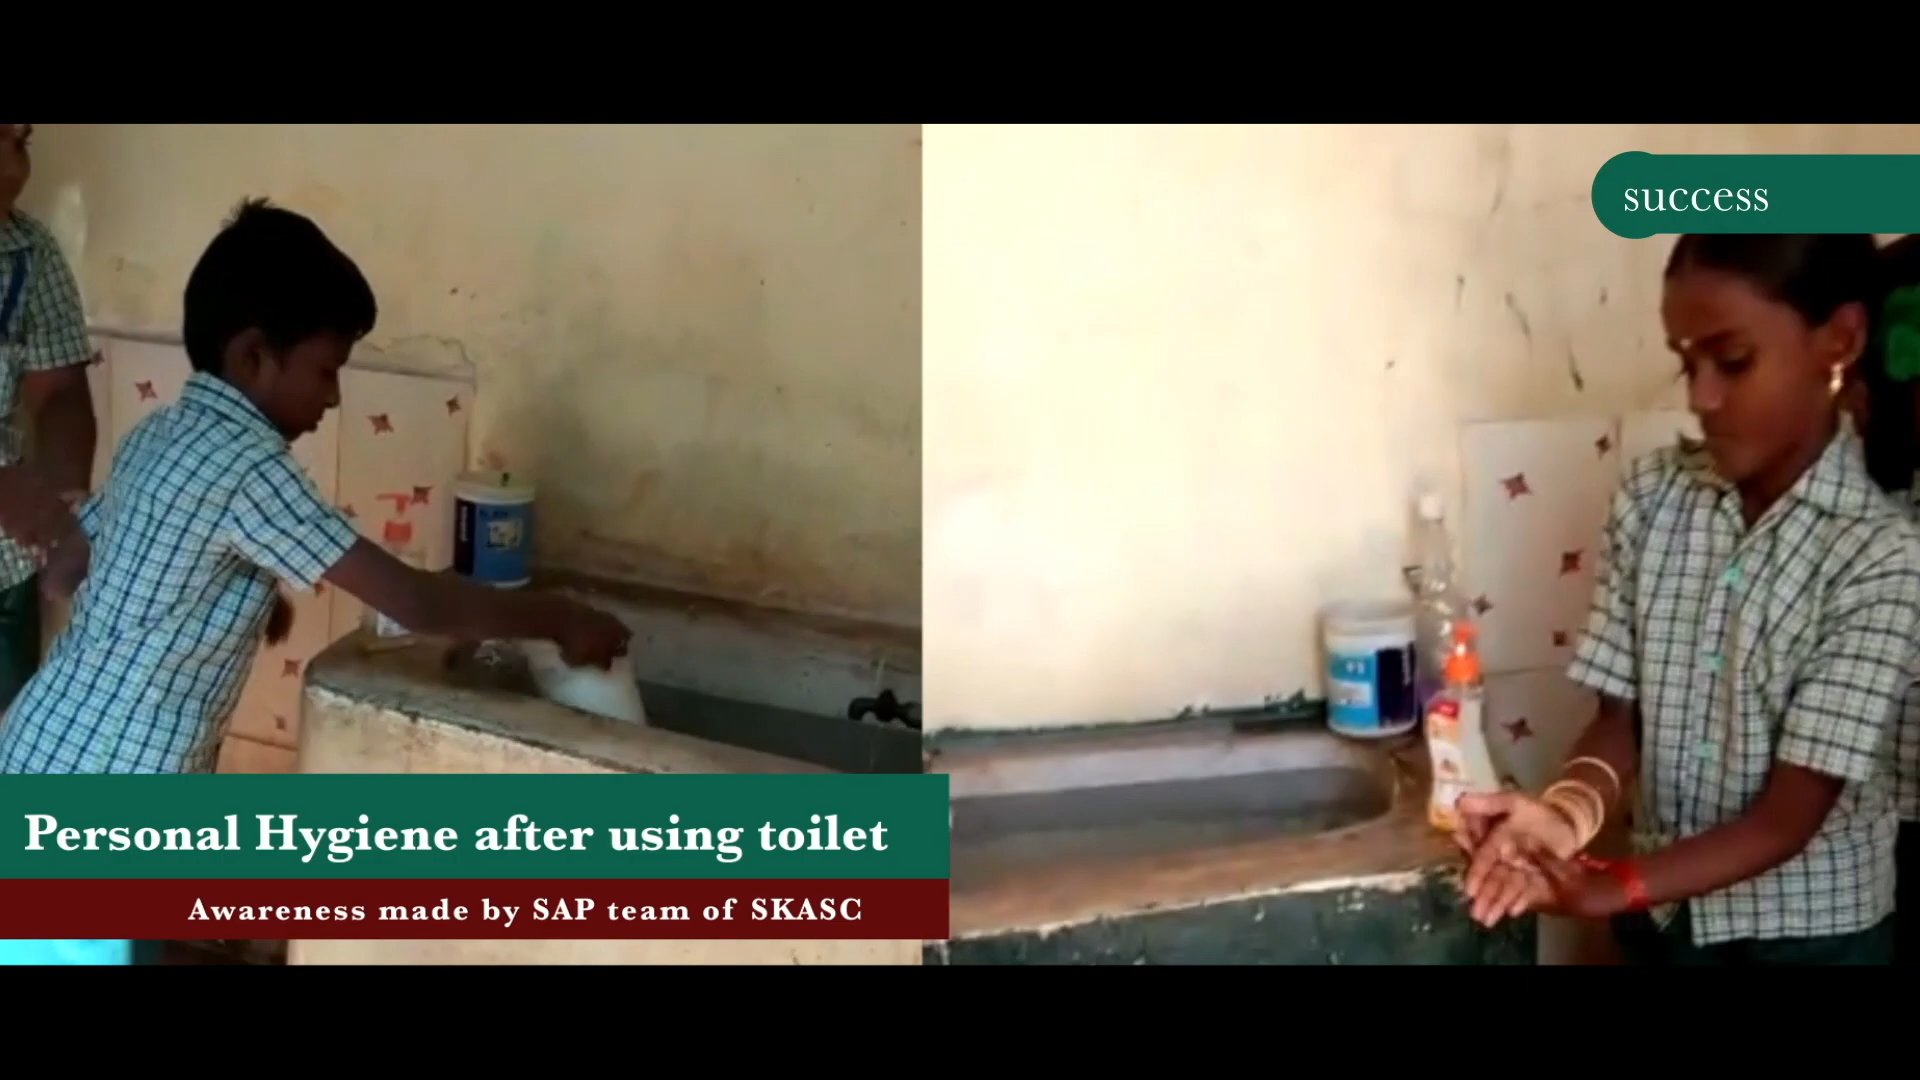 success
Personal Hygiene after using toilet
Awareness made by SAP team of SKASC